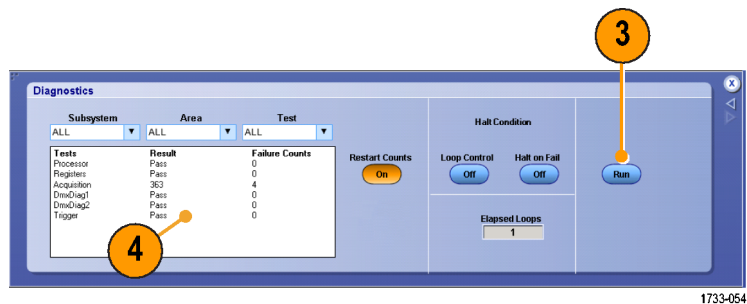 3
Diagnostics
X
Subsystem Area Test
ALL ALL ALL
Halt Condition
Tests Result Failure Counts
Processor Pass 0
Registers Pass 0
Acquisition 363 4
DmxDiag1 Pass 0
DmxDiag2 Pass 0
Trigger Pass 0
Restart Counts
On
Loop Control Halt on Fail
Off Off
Run
Elapsed Loops
1
4
1733-054